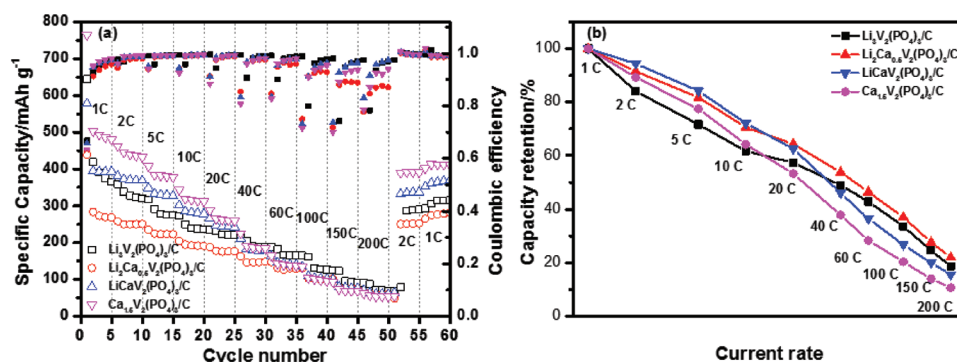 (a)
Specific Capacity/mAh g⁻¹
800
700
600
500
400
300
200
100
0
1C
2C
5C
10C
20C
40C
60C
100C
150C
200C
2C
1C
Li₃V₂(PO₄)₃/C
Li₂Ca₀.₅V₂(PO₄)₃/C
LiCaV₂(PO₄)₃/C
Ca₁.₅V₂(PO₄)₃/C
0 5 10 15 20 25 30 35 40 45 50 55 60
Cycle number
1.0
0.8
0.6
0.4
0.2
0.0
Coulombic efficiency
(b)
Capacity retention/%
100
80
60
40
20
0
Li₃V₂(PO₄)₃/C
Li₂Ca₀.₅V₂(PO₄)₃/C
LiCaV₂(PO₄)₃/C
Ca₁.₅V₂(PO₄)₃/C
1 C
2 C
5 C
10 C
20 C
40 C
60 C
100 C
150 C
200 C
Current rate